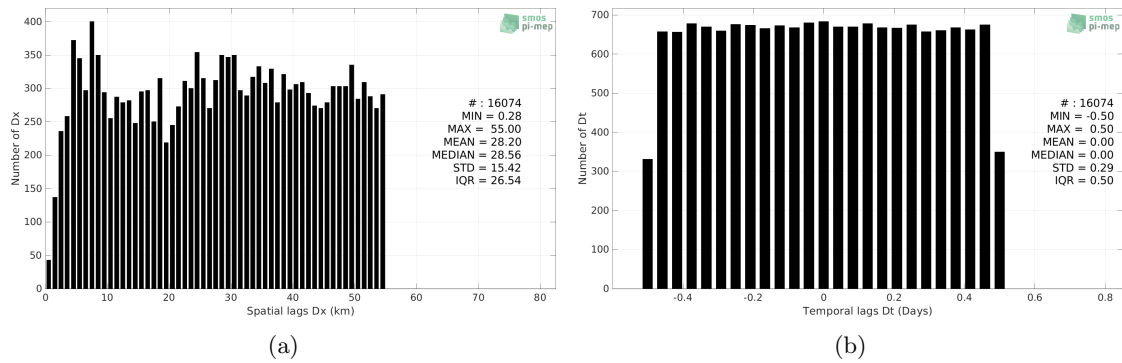 400
350
300
250
200
150
100
50
0
0 10 20 30 40 50 60 70 80
Number of Dx
Spatial lags Dx (km)
smos
pi-mep
# : 16074
MIN = 0.28
MAX = 55.00
MEAN = 28.20
MEDIAN = 28.56
STD = 15.42
IQR = 26.54
(a)
700
600
500
400
300
200
100
0
-0.4 -0.2 0 0.2 0.4 0.6 0.8
Number of Dt
Temporal lags Dt (Days)
smos
pi-mep
# : 16074
MIN = -0.50
MAX = 0.50
MEAN = 0.00
MEDIAN = 0.00
STD = 0.29
IQR = 0.50
(b)